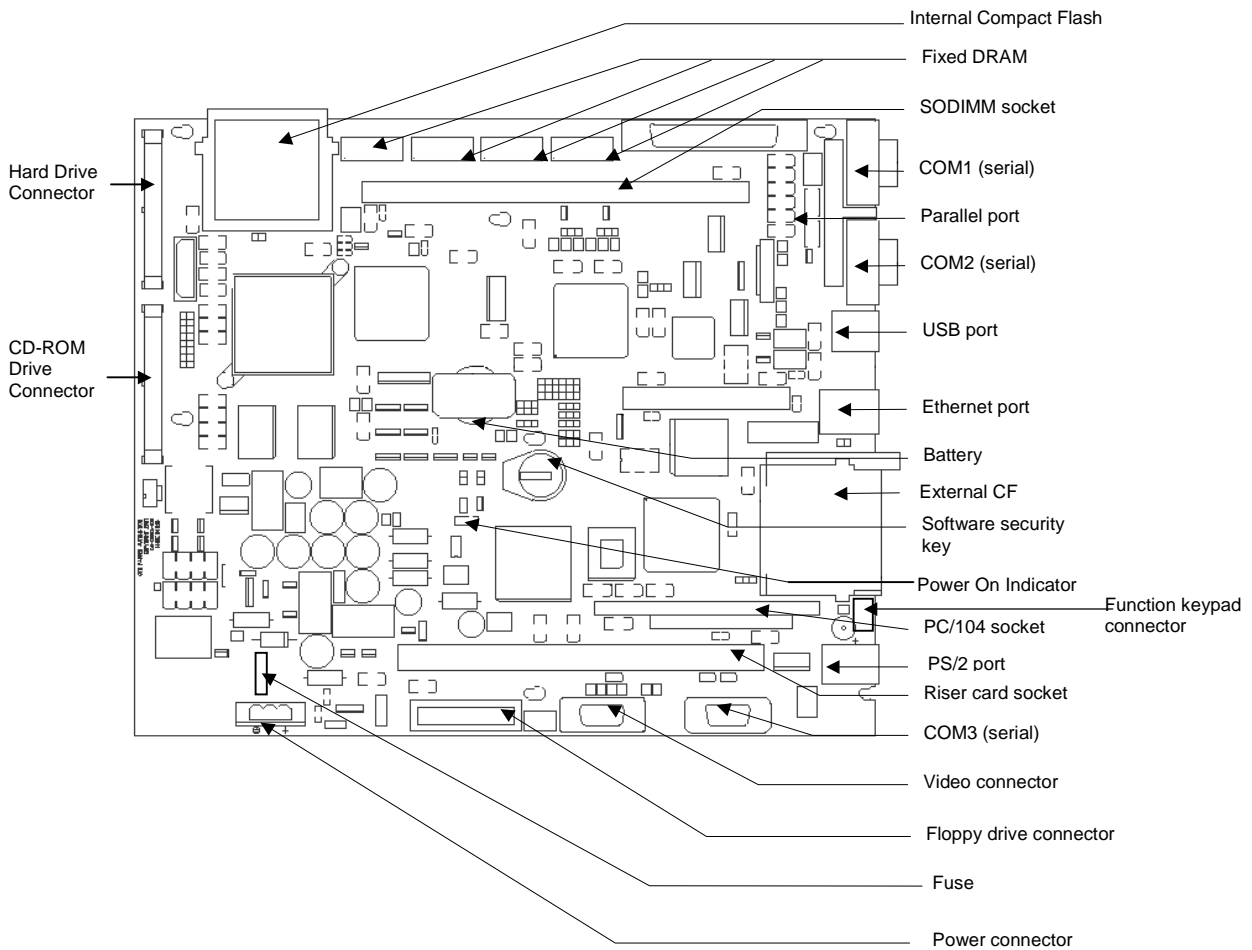 Internal Compact Flash
Fixed DRAM
SODIMM socket
Hard Drive
Connector
COM1 (serial)
Parallel port
COM2 (serial)
USB port
CD-ROM
Drive
Connector
Ethernet port
Battery
External CF
Software security
key
Power On Indicator
Function keypad
connector
PC/104 socket
PS/2 port
Riser card socket
COM3 (serial)
Video connector
Floppy drive connector
Fuse
Power connector